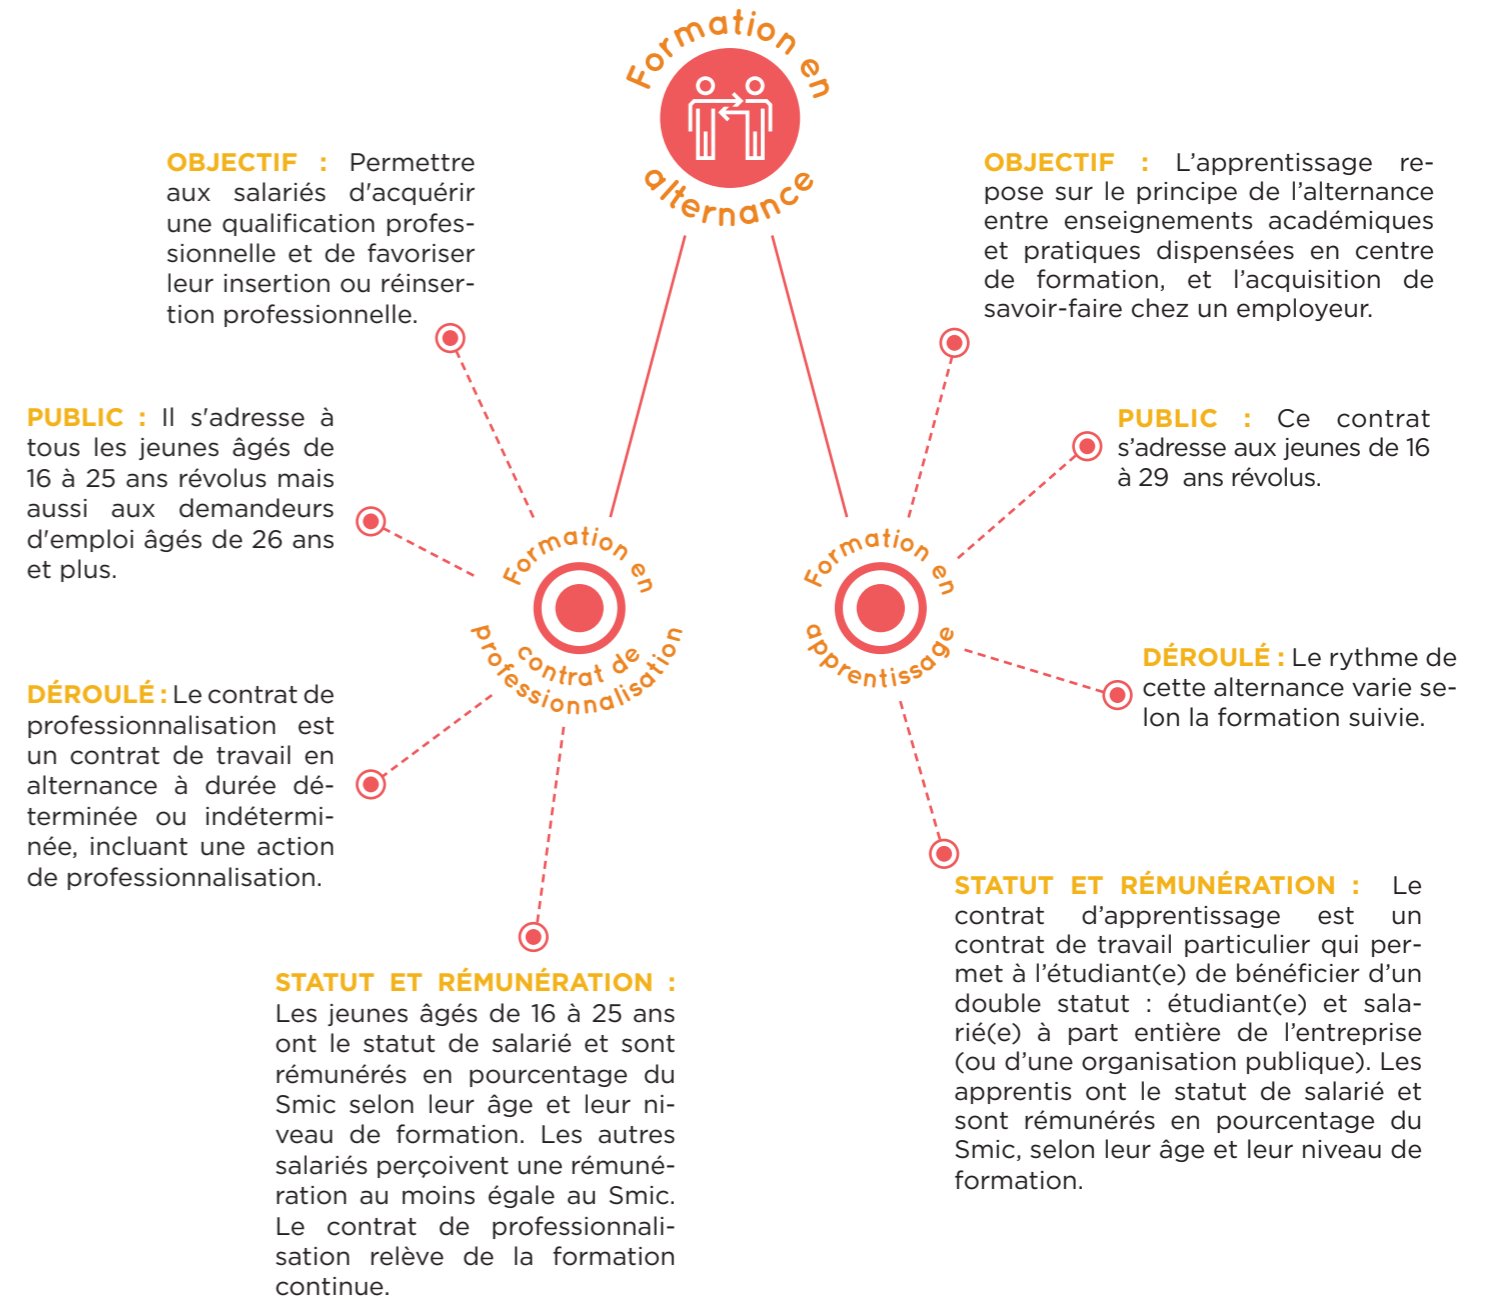 Formation en
alternance
OBJECTIF : Permettre
aux salariés d'acquérir
une qualification profes-
sionnelle et de favoriser
leur insertion ou réinser-
tion professionnelle.
PUBLIC : Il s'adresse à
tous les jeunes âgés de
16 à 25 ans révolus mais
aussi aux demandeurs
d'emploi âgés de 26 ans
et plus.
Formation en
contrat de
professionnalisation
DÉROULÉ : Le contrat de
professionnalisation est
un contrat de travail en
alternance à durée dé-
terminée ou indétermi-
née, incluant une action
de professionnalisation.
STATUT ET RÉMUNÉRATION :
Les jeunes âgés de 16 à 25 ans
ont le statut de salarié et sont
rémunérés en pourcentage du
Smic selon leur âge et leur ni-
veau de formation. Les autres
salariés perçoivent une rémuné-
ration au moins égale au Smic.
Le contrat de professionnali-
sation relève de la formation
continue.
OBJECTIF : L’apprentissage re-
pose sur le principe de l’alternance
entre enseignements académiques
et pratiques dispensées en centre
de formation, et l’acquisition de
savoir-faire chez un employeur.
PUBLIC : Ce contrat
s’adresse aux jeunes de 16
à 29 ans révolus.
Formation en
apprentissage
DÉROULÉ : Le rythme de
cette alternance varie se-
lon la formation suivie.
STATUT ET RÉMUNÉRATION : Le
contrat d’apprentissage est un
contrat de travail particulier qui per-
met à l’étudiant(e) de bénéficier d’un
double statut : étudiant(e) et sala-
rié(e) à part entière de l’entreprise
(ou d’une organisation publique). Les
apprentis ont le statut de salarié et
sont rémunérés en pourcentage du
Smic, selon leur âge et leur niveau de
formation.